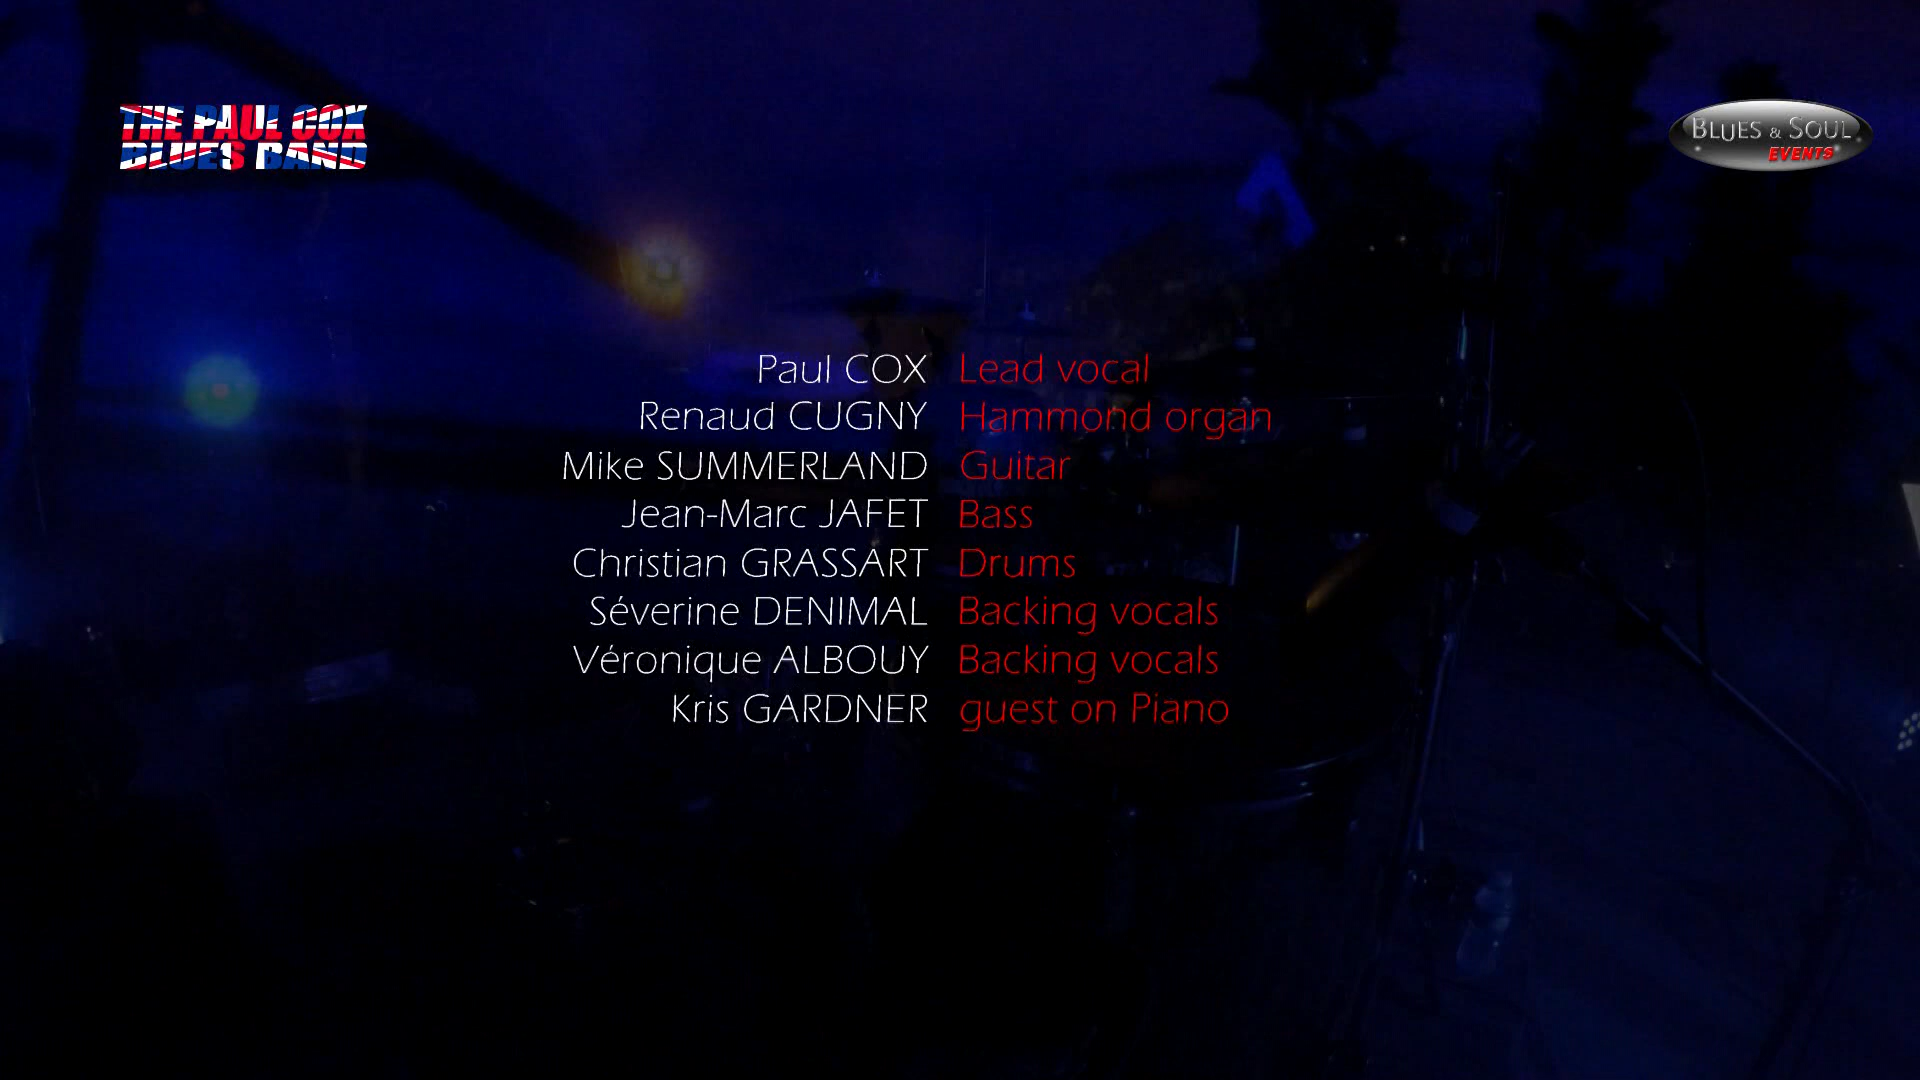 THE PAUL COX
BLUES BAND
BLUES & SOUL
EVENTS
Paul COX Lead vocal
Renaud CUGNY Hammond organ
Mike SUMMERLAND Guitar
Jean-Marc JAFET Bass
Christian GRASSART Drums
Séverine DENIMAL Backing vocals
Véronique ALBOUY Backing vocals
Kris GARDNER guest on Piano